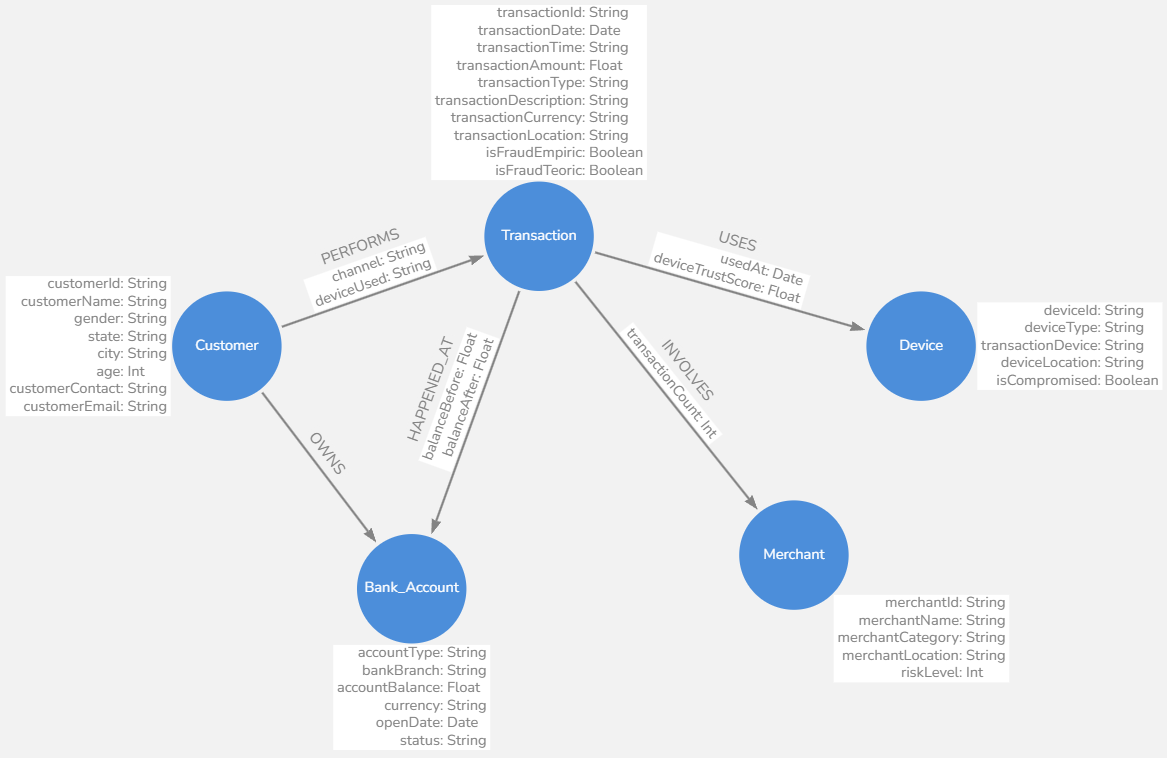 transactionId: String
transactionDate: Date
transactionTime: String
transactionAmount: Float
transactionType: String
transactionDescription: String
transactionCurrency: String
transactionLocation: String
isFraudEmpiric: Boolean
isFraudTeoric: Boolean
Transaction
PERFORMS
channel: String
deviceUsed: String
USES
usedAt: Date
deviceTrustScore: Float
customerId: String
customerName: String
gender: String
state: String
city: String
age: Int
customerContact: String
customerEmail: String
Customer
Device
deviceId: String
deviceType: String
transactionDevice: String
deviceLocation: String
isCompromised: Boolean
OWNS
HAPPENED_AT
balanceBefore: Float
balanceAfter: Float
INVOLVES
transactionCount: Int
Bank_Account
accountType: String
bankBranch: String
accountBalance: Float
currency: String
openDate: Date
status: String
Merchant
merchantId: String
merchantName: String
merchantCategory: String
merchantLocation: String
riskLevel: Int